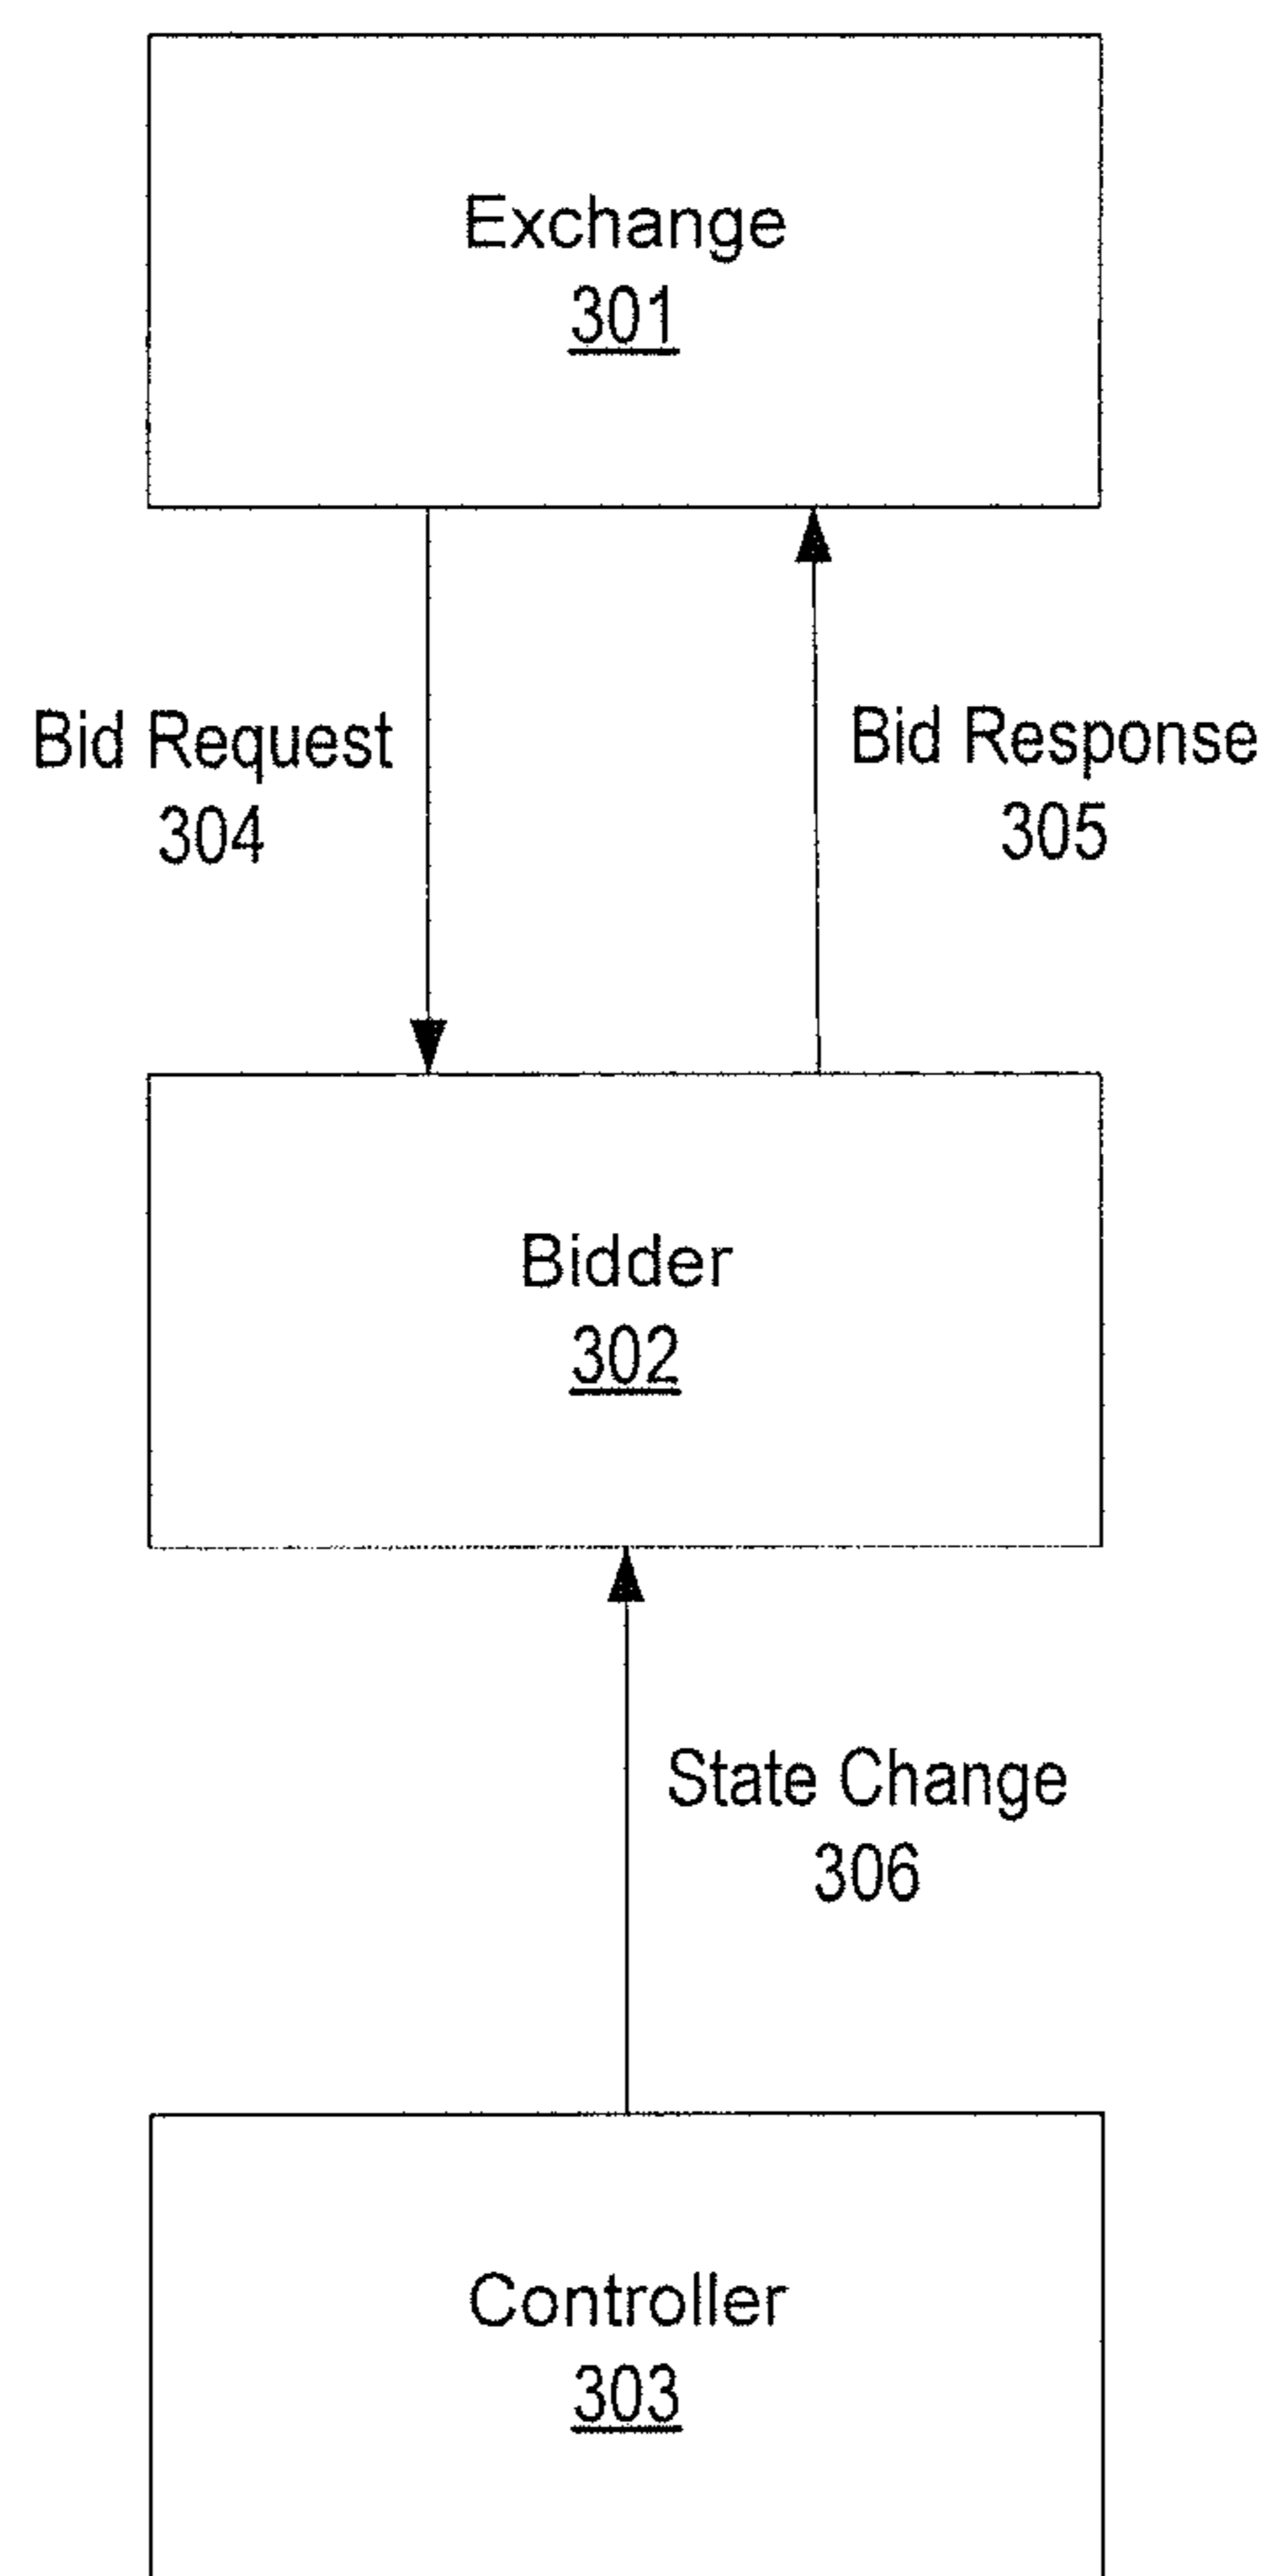 Exchange
301
Bid Request
304
Bid Response
305
Bidder
302
State Change
306
Controller
303